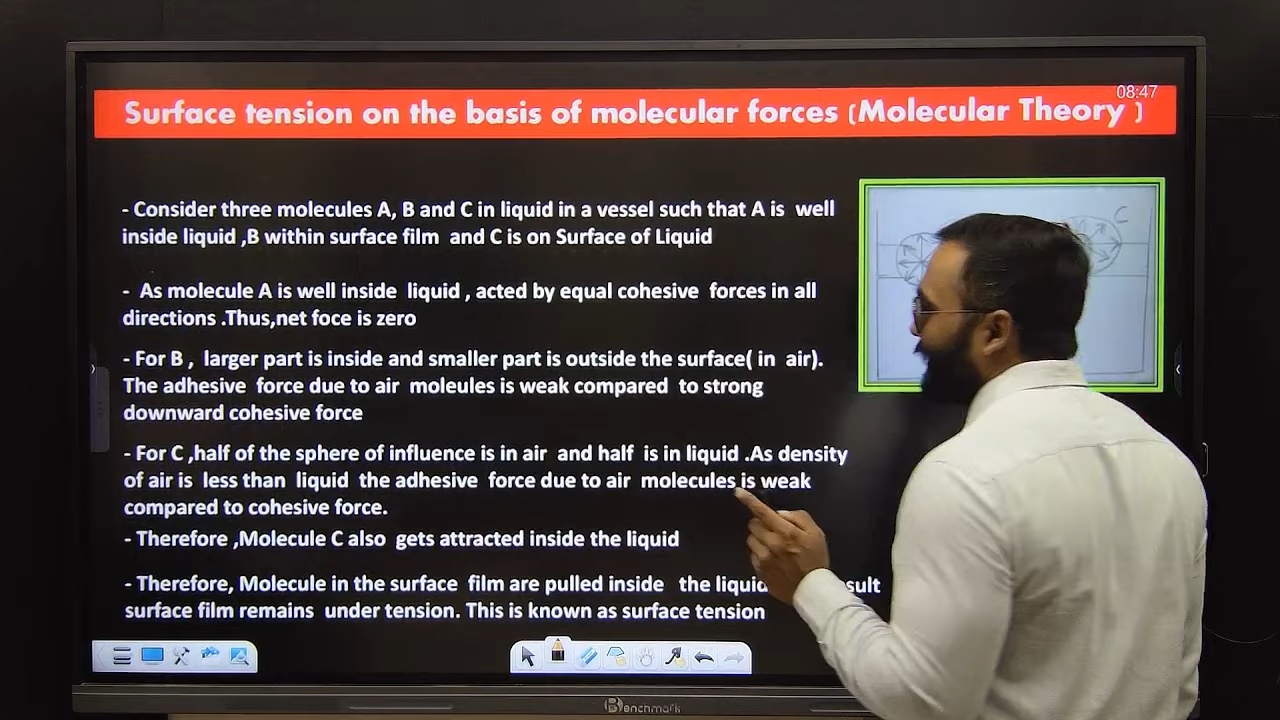 08:47
Surface tension on the basis of molecular forces (Molecular Theory )
- Consider three molecules A, B and C in liquid in a vessel such that A is well
inside liquid ,B within surface film and C is on Surface of Liquid
- As molecule A is well inside liquid , acted by equal cohesive forces in all
directions .Thus,net foce is zero
- For B , larger part is inside and smaller part is outside the surface( in air).
The adhesive force due to air moleules is weak compared to strong
downward cohesive force
- For C ,half of the sphere of influence is in air and half is in liquid .As density
of air is less than liquid the adhesive force due to air molecules is weak
compared to cohesive force.
- Therefore ,Molecule C also gets attracted inside the liquid
- Therefore, Molecule in the surface film are pulled inside the liquid
surface film remains under tension. This is known as surface tension
C
Benchmark